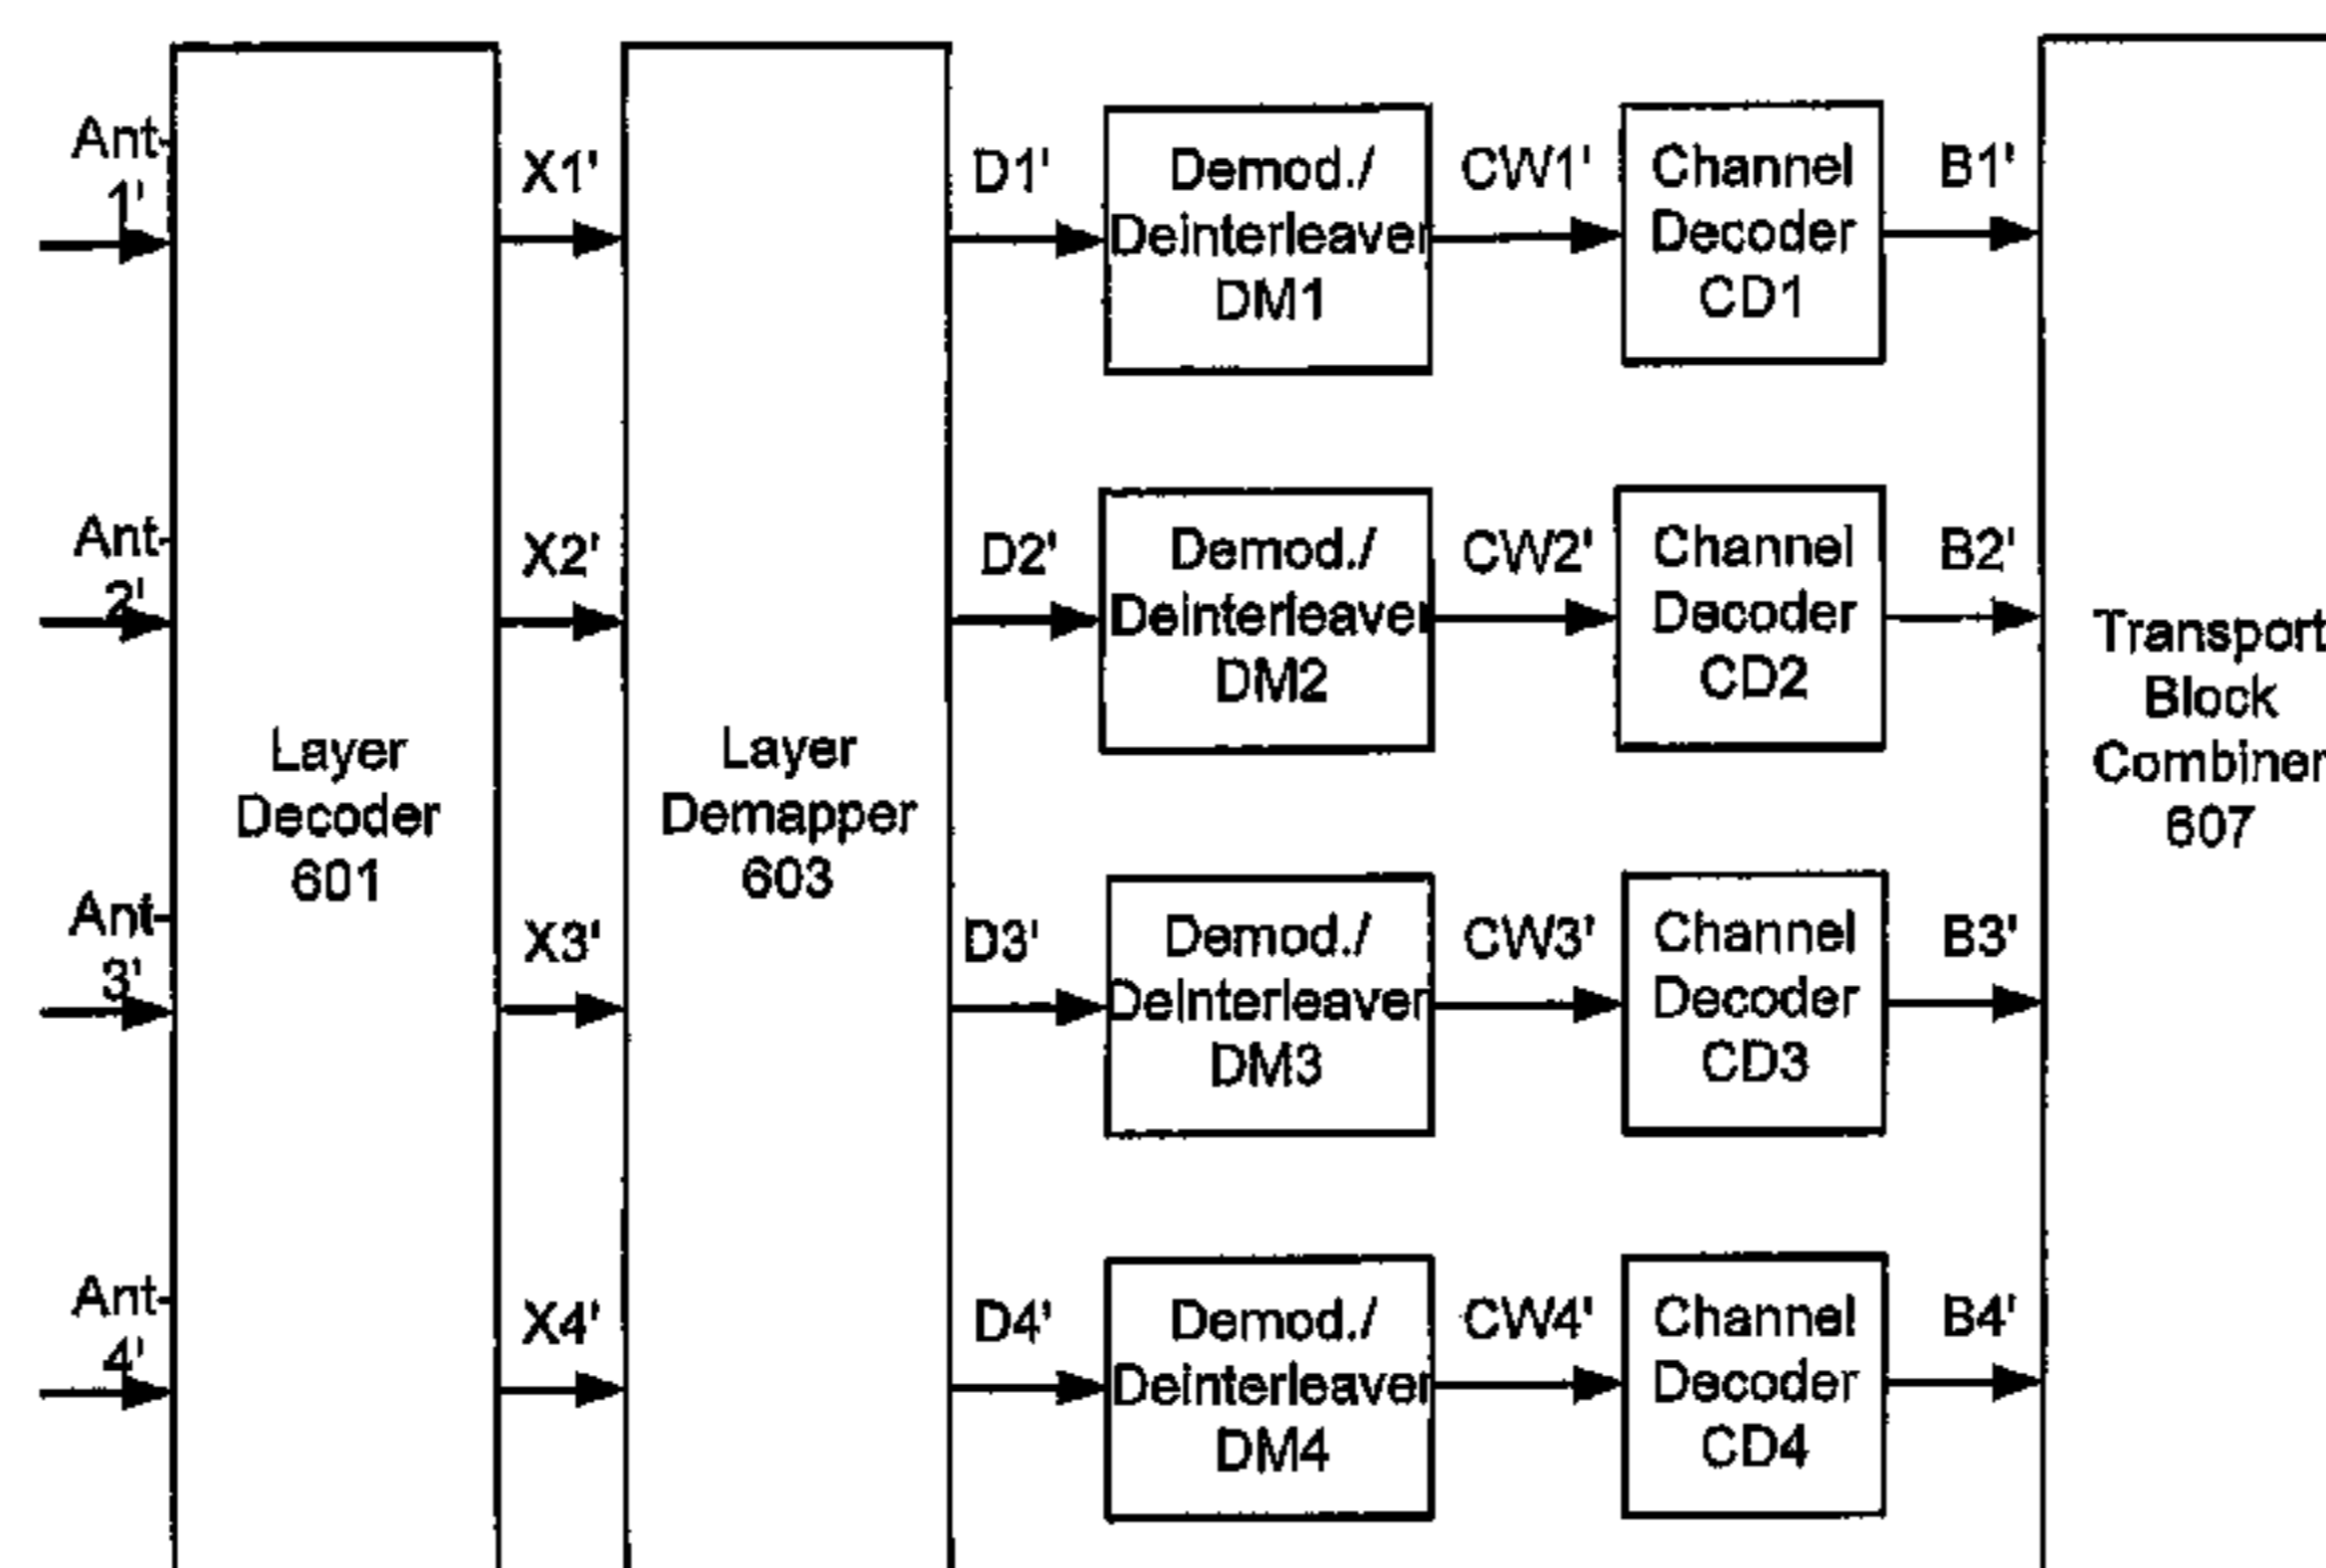 Ant-
1'
X1'
D1'
Demod./
Deinterleaver
DM1
CW1'
Channel
Decoder
CD1
B1'
Ant-
2'
X2'
D2'
Demod./
Deinterleaver
DM2
CW2'
Channel
Decoder
CD2
B2'
Layer
Decoder
601
Layer
Demapper
603
Transport
Block
Combiner
607
Ant-
3'
X3'
D3'
Demod./
Deinterleaver
DM3
CW3'
Channel
Decoder
CD3
B3'
Ant-
4'
X4'
D4'
Demod./
Deinterleaver
DM4
CW4'
Channel
Decoder
CD4
B4'